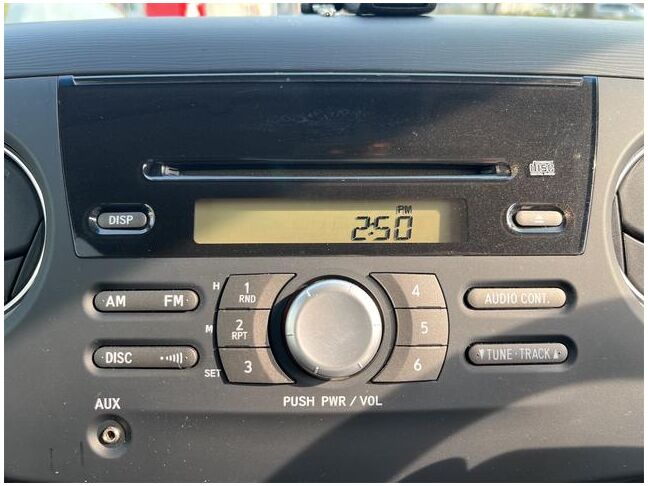 PM
2:50
disc
DISP
AM FM
H 1 RND
4
AUDIO CONT.
M 2 RPT
5
DISC
TUNE·TRACK
SET 3
6
AUX
PUSH PWR / VOL